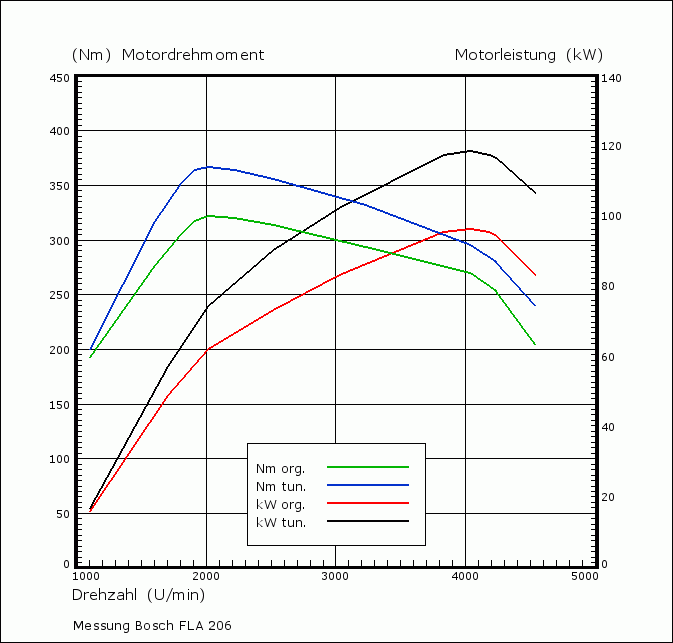 (Nm) Motordrehmoment Motorleistung (kW)
450 140
400 120
350 100
300 80
250 60
200 40
150 20
100 0
50
0
Nm org.
Nm tun.
kW org.
kW tun.
1000 2000 3000 4000 5000
Drehzahl (U/min)
Messung Bosch FLA 206